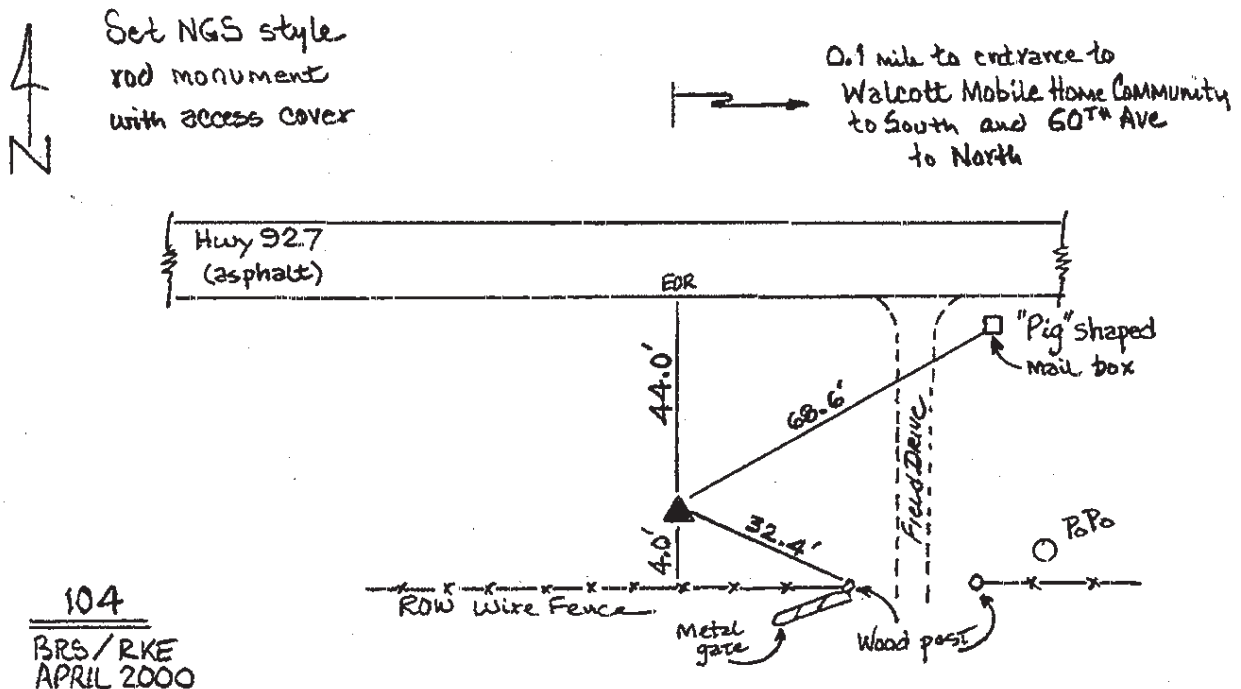 Set NGS style
rod monument
with access cover
N
0.1 mile to entrance to
Walcott Mobile Home Community
to South and 60TH Ave
to North
Hwy 927
(asphalt)
EOR
"Pig" shaped
mail box
44.0'
68.6'
Field Drive
32.4'
4.0'
PoPo
ROW Wire Fence
Metal
gate
Wood post
104
BRS/RKE
APRIL 2000